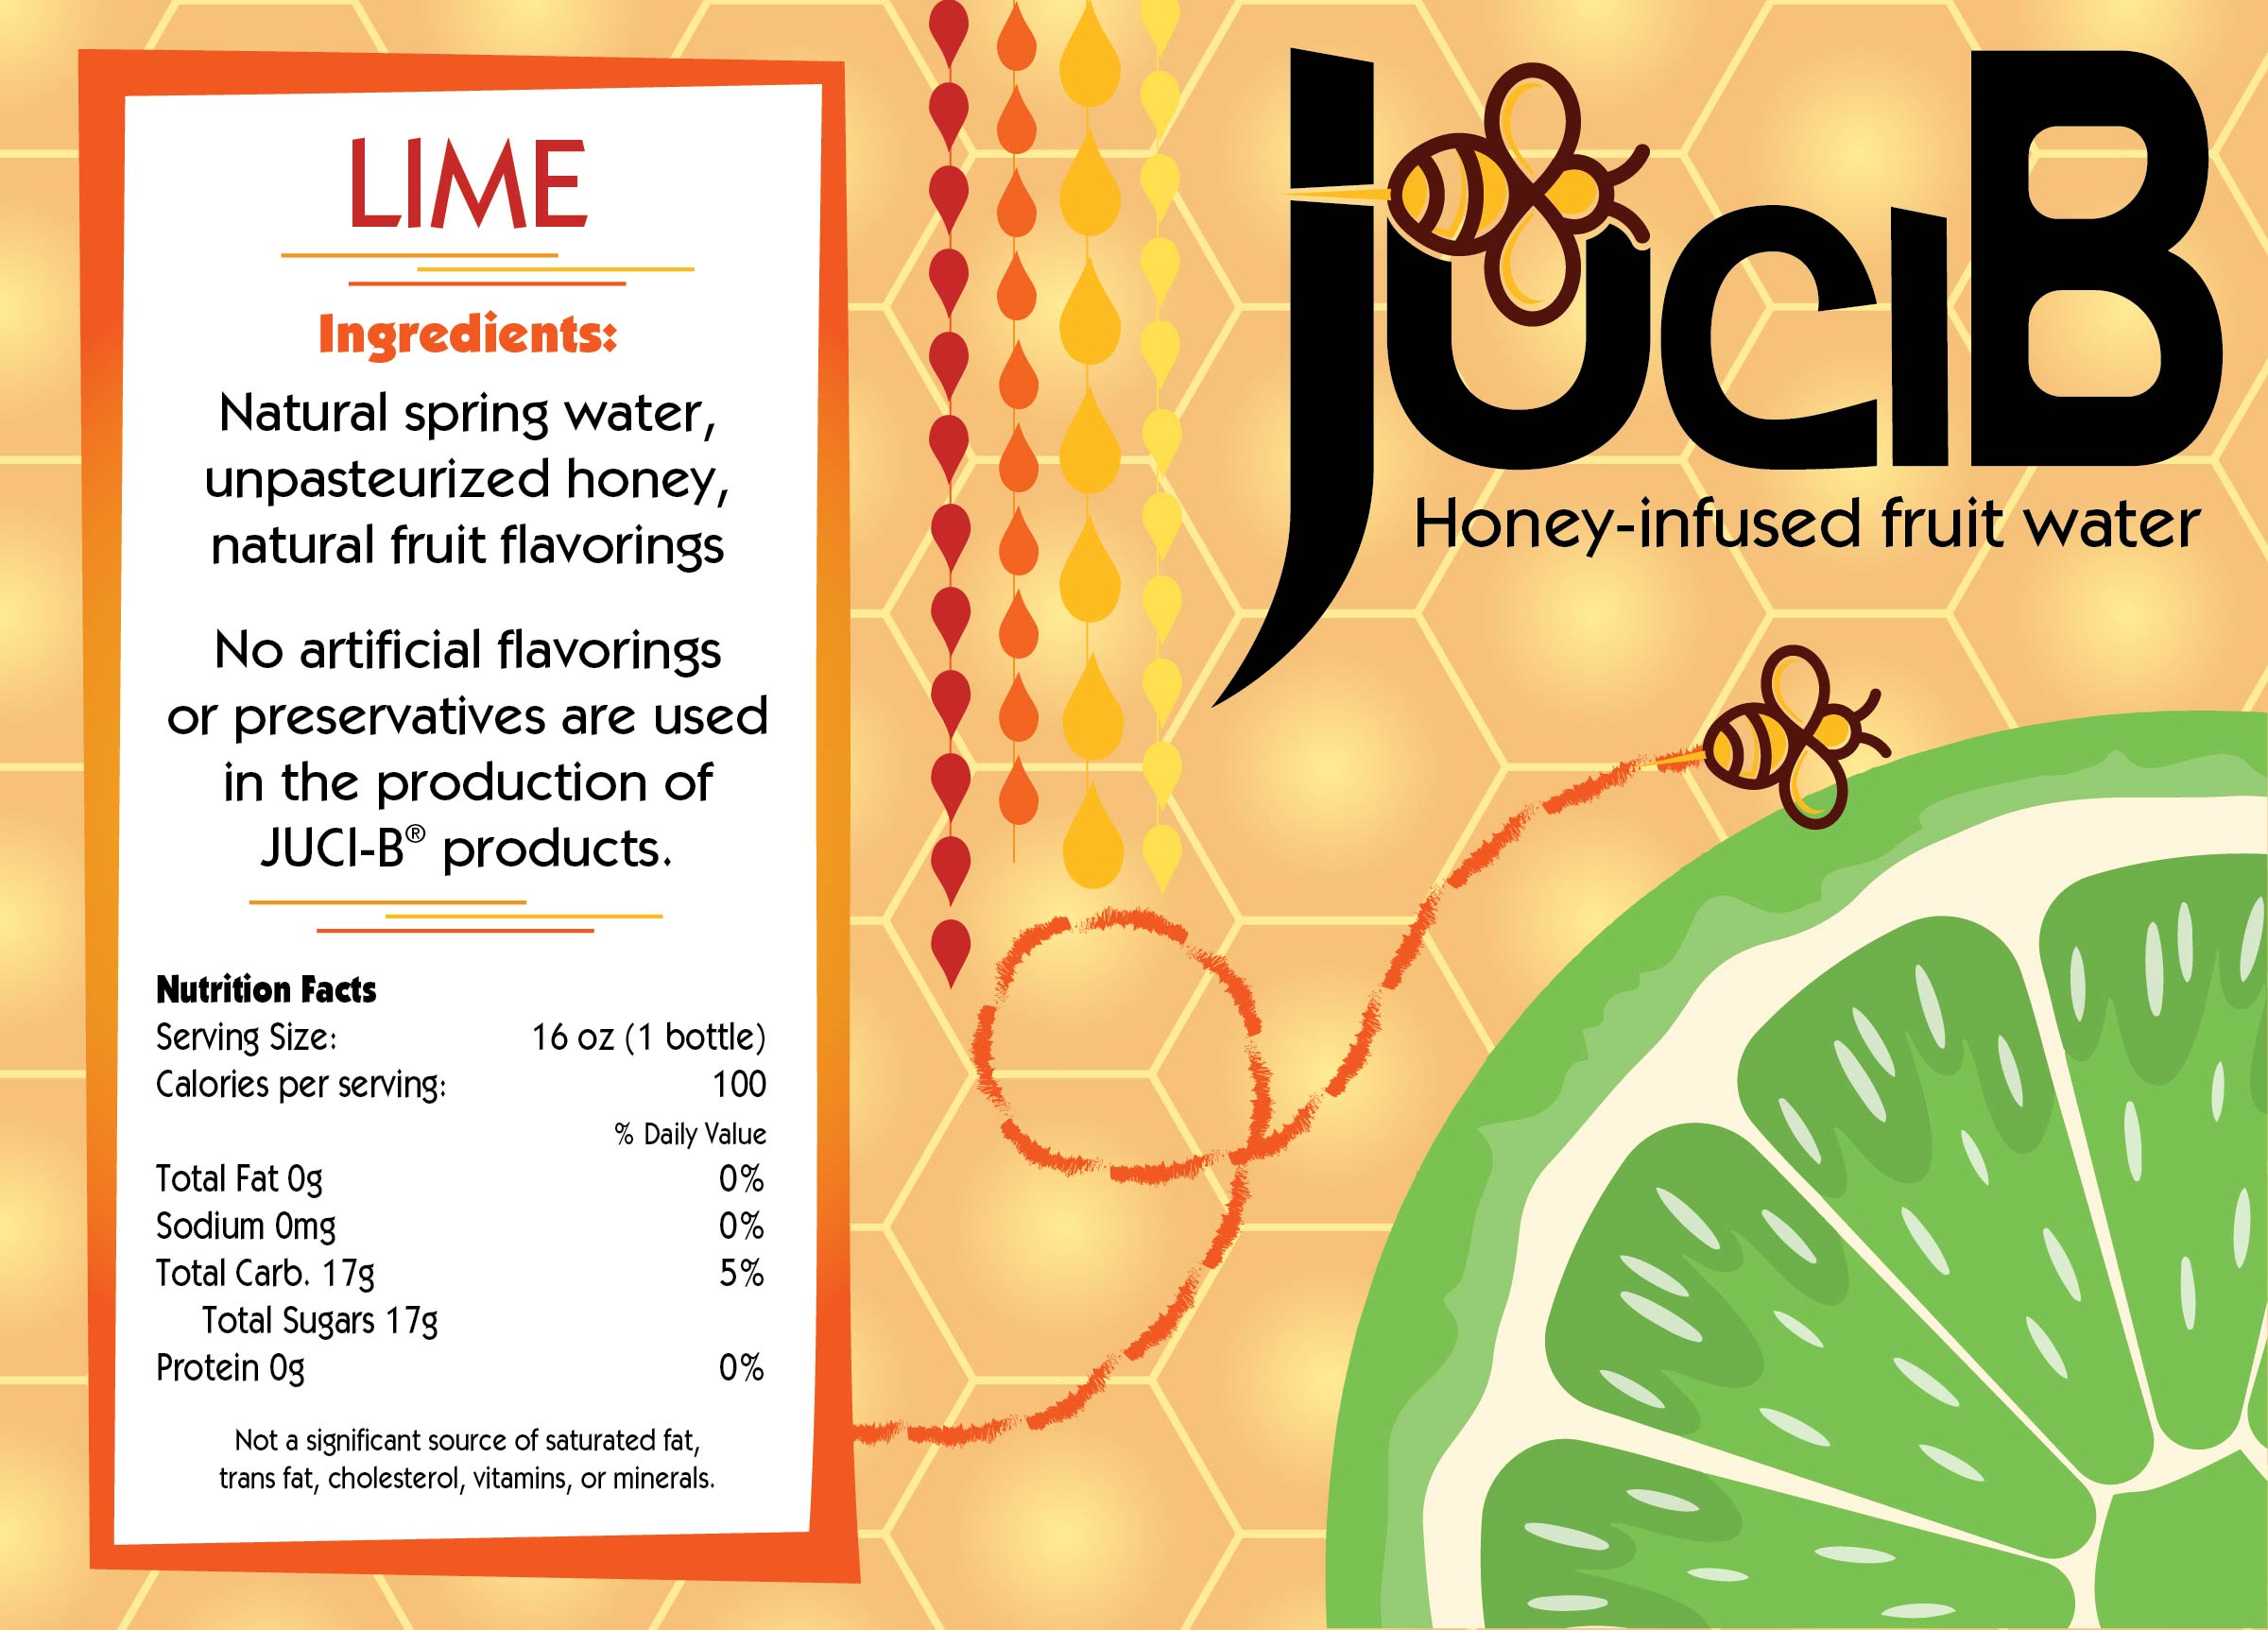 LIME
Ingredients:
Natural spring water,
unpasteurized honey,
natural fruit flavorings
No artificial flavorings
or preservatives are used
in the production of
JUCI-B® products.
Nutrition Facts
Serving Size: 16 oz (1 bottle)
Calories per serving: 100
% Daily Value
Total Fat 0g 0%
Sodium 0mg 0%
Total Carb. 17g 5%
Total Sugars 17g
Protein 0g 0%
Not a significant source of saturated fat,
trans fat, cholesterol, vitamins, or minerals.
juciB
Honey-infused fruit water